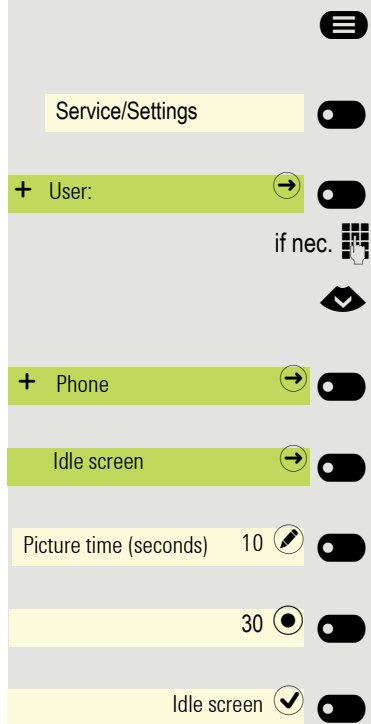 Service/Settings
+ User:
if nec.
+ Phone
Idle screen
Picture time (seconds) 10
30
Idle screen